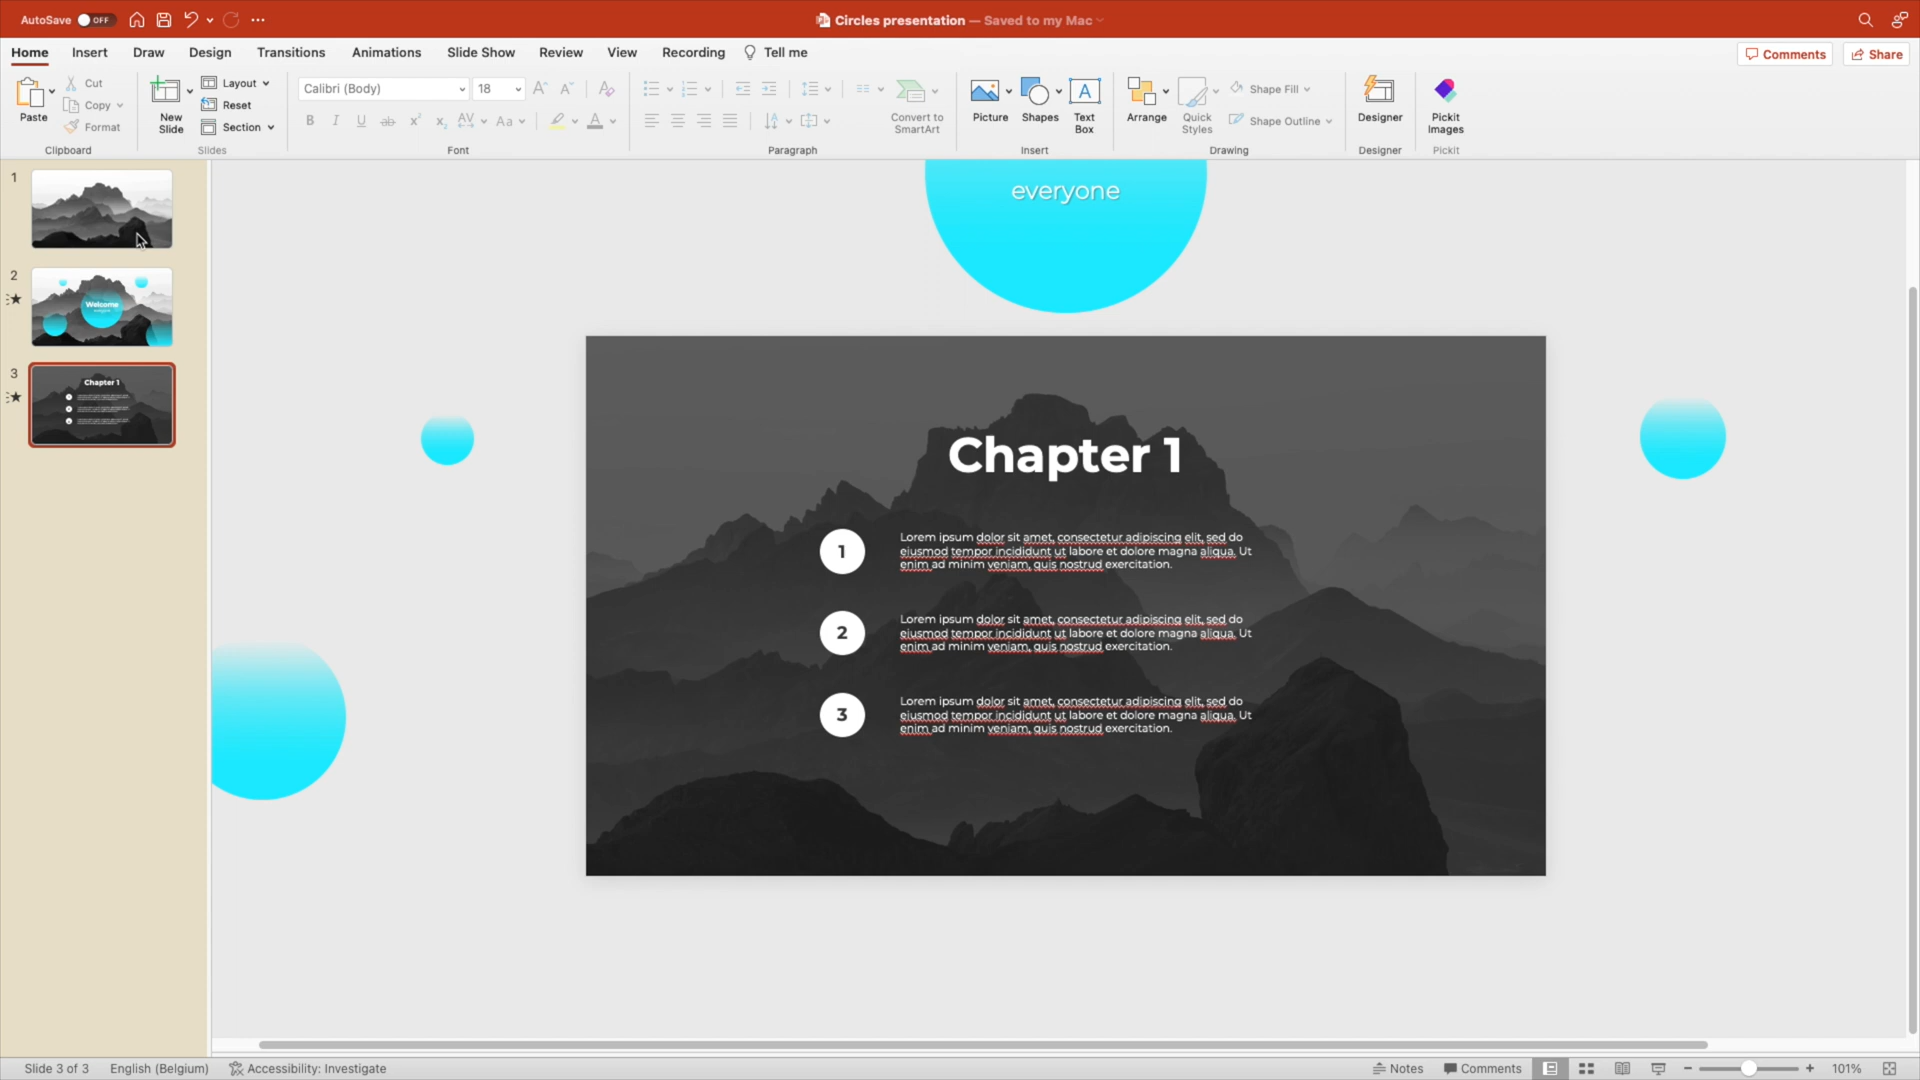 AutoSave OFF
Circles presentation — Saved to my Mac
Home Insert Draw Design Transitions Animations Slide Show Review View Recording Tell me
Comments Share
Paste
Cut
Copy
Format
Clipboard
New Slide
Layout
Reset
Section
Slides
Calibri (Body) 18
Font
Paragraph
Convert to SmartArt
Picture
Shapes
Text Box
Insert
Arrange
Quick Styles
Shape Fill
Shape Outline
Drawing
Designer
Designer
Pickit Images
Pickit
1
2
Welcome
3
Chapter 1
everyone
Chapter 1
1
Lorem ipsum dolor sit amet, consectetur adipiscing elit, sed do
eiusmod tempor incididunt ut labore et dolore magna aliqua. Ut
enim ad minim veniam, quis nostrud exercitation.
2
Lorem ipsum dolor sit amet, consectetur adipiscing elit, sed do
eiusmod tempor incididunt ut labore et dolore magna aliqua. Ut
enim ad minim veniam, quis nostrud exercitation.
3
Lorem ipsum dolor sit amet, consectetur adipiscing elit, sed do
eiusmod tempor incididunt ut labore et dolore magna aliqua. Ut
enim ad minim veniam, quis nostrud exercitation.
Slide 3 of 3 English (Belgium) Accessibility: Investigate
Notes Comments 101%